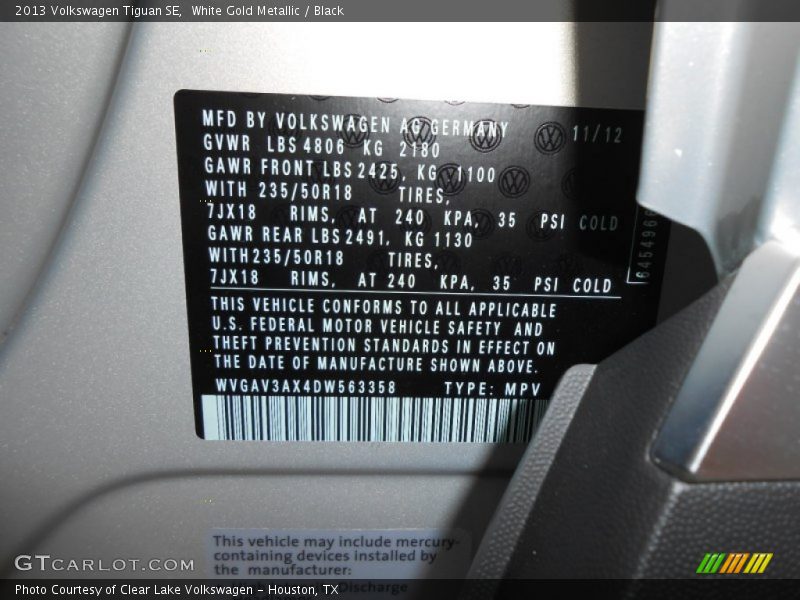 2013 Volkswagen Tiguan SE, White Gold Metallic / Black
MFD BY VOLKSWAGEN AG GERMANY 11/12
GVWR LBS 4806 KG 2180
GAWR FRONT LBS 2425, KG 1100
WITH 235/50R18 TIRES,
7JX18 RIMS, AT 240 KPA, 35 PSI COLD
GAWR REAR LBS 2491, KG 1130
WITH 235/50R18 TIRES,
7JX18 RIMS, AT 240 KPA, 35 PSI COLD
THIS VEHICLE CONFORMS TO ALL APPLICABLE
U.S. FEDERAL MOTOR VEHICLE SAFETY AND
THEFT PREVENTION STANDARDS IN EFFECT ON
THE DATE OF MANUFACTURE SHOWN ABOVE.
WVGAV3AX4DW563358 TYPE: MPV
This vehicle may include mercury-
containing devices installed by
the manufacturer:
Discharge
GTCarLot.com
Photo Courtesy of Clear Lake Volkswagen - Houston, TX